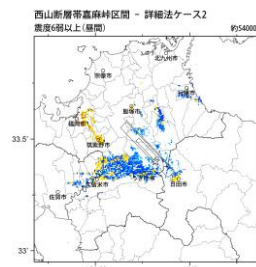 西山断層帯嘉麻峠区間 - 詳細法ケース2
震度6弱以上(昼間)
約54000
北九州市
宗像市
飯塚市
福岡市
33.5°
筑紫野市
久留米市
日田市
佐賀市
33°